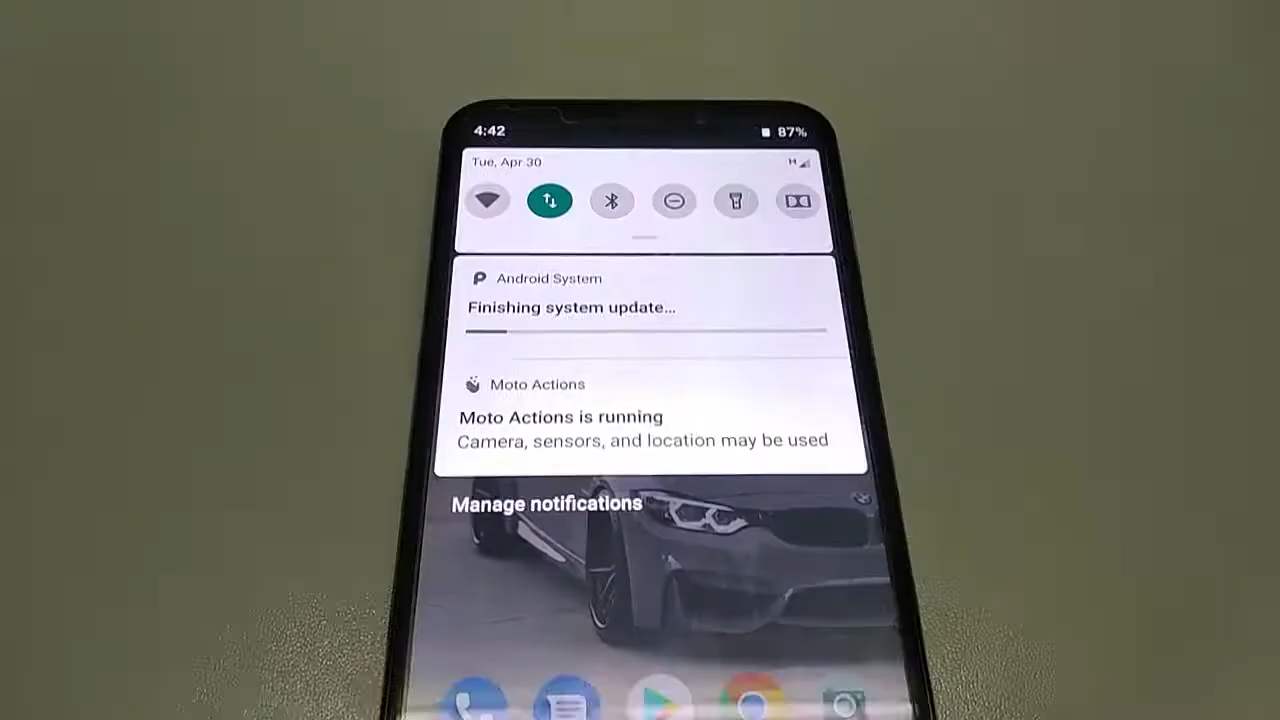 4:42
87%
Tue, Apr 30
H
Android System
Finishing system update...
Moto Actions
Moto Actions is running
Camera, sensors, and location may be used
Manage notifications